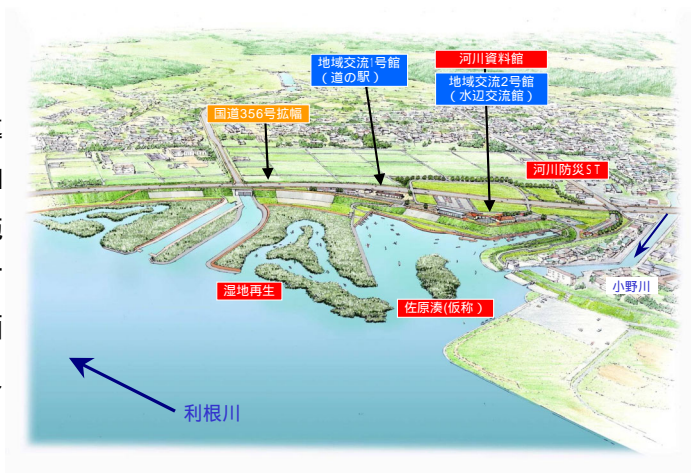 地域交流1号館
（道の駅）
河川資料館
地域交流2号館
（水辺交流館）
国道356号拡幅
河川防災ST
小野川
湿地再生
佐原湊(仮称）
利根川